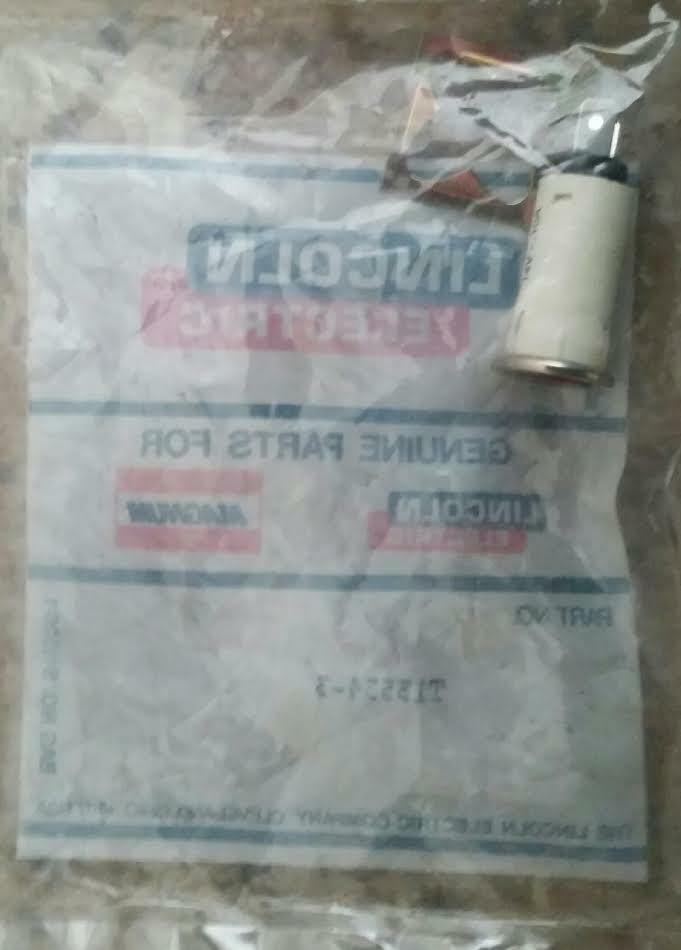 LINCOLN
ELECTRIC
GENUINE PARTS FOR
LINCOLN
ELECTRIC
MAGNUM
PART NO.
THE LINCOLN ELECTRIC COMPANY, CLEVELAND, OHIO